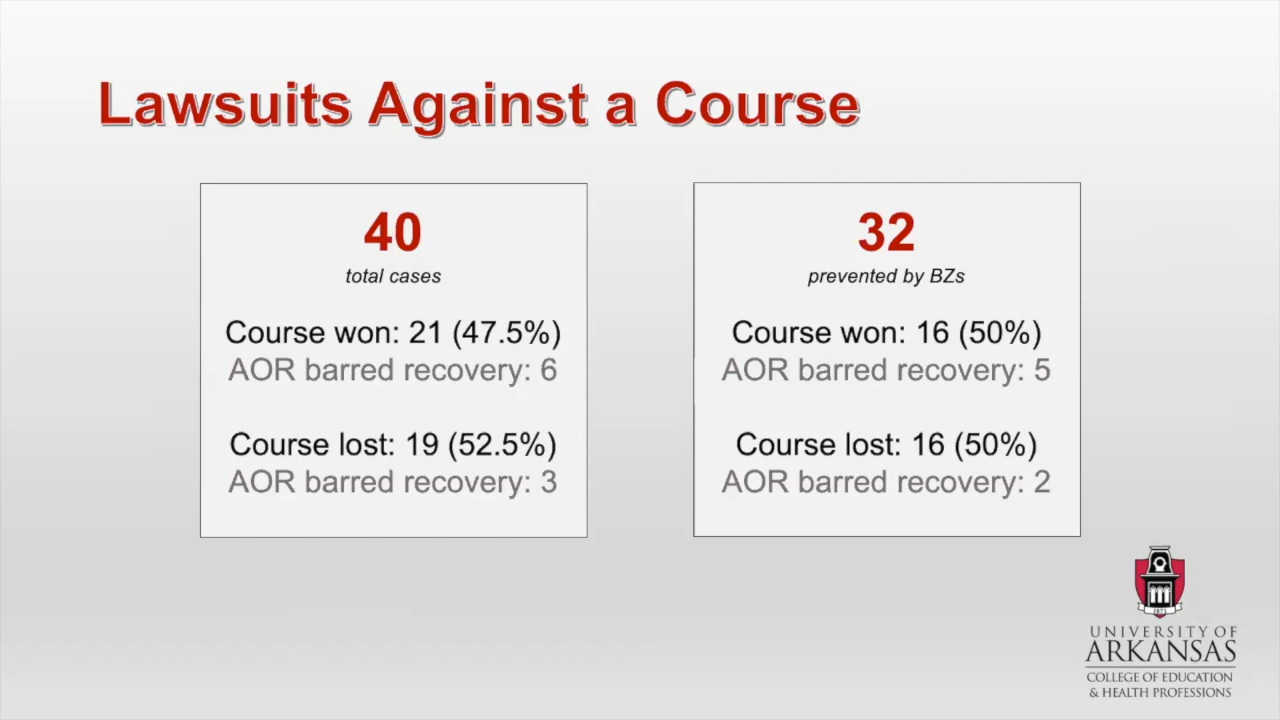 Lawsuits Against a Course
40
total cases
Course won: 21 (47.5%)
AOR barred recovery: 6
Course lost: 19 (52.5%)
AOR barred recovery: 3
32
prevented by BZs
Course won: 16 (50%)
AOR barred recovery: 5
Course lost: 16 (50%)
AOR barred recovery: 2
1871
UNIVERSITY OF
ARKANSAS
COLLEGE OF EDUCATION
& HEALTH PROFESSIONS